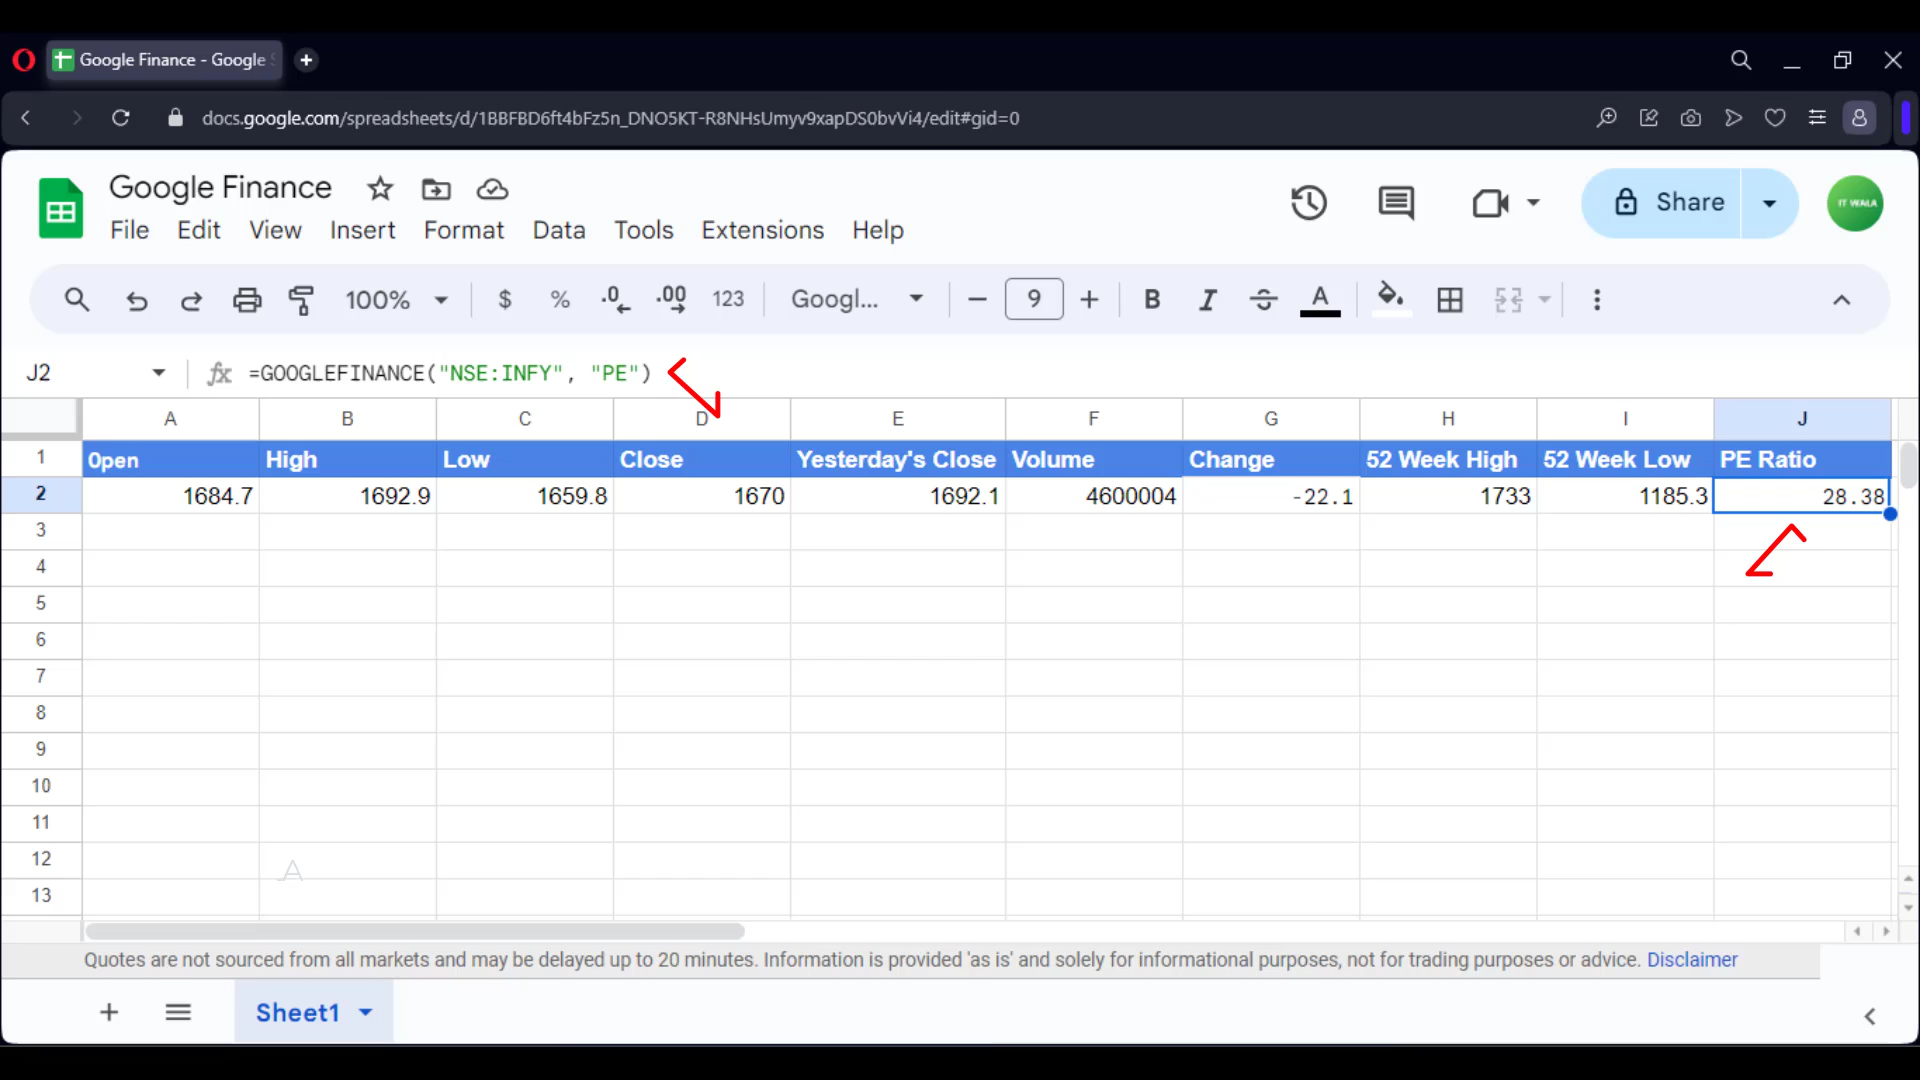 Google Finance - Google S
docs.google.com/spreadsheets/d/1BBFBD6ft4bFz5n_DNO5KT-R8NHsUmyv9xapDS0bvVi4/edit#gid=0
Google Finance
Share
IT WALA
File Edit View Insert Format Data Tools Extensions Help
100% $ % .0 .00 123 Googl... 9 B I A
J2 fx =GOOGLEFINANCE("NSE:INFY", "PE")
A B C D E F G H I J
1 Open High Low Close Yesterday's Close Volume Change 52 Week High 52 Week Low PE Ratio
2 1684.7 1692.9 1659.8 1670 1692.1 4600004 -22.1 1733 1185.3 28.38
3
4
5
6
7
8
9
10
11
12
13
Quotes are not sourced from all markets and may be delayed up to 20 minutes. Information is provided 'as is' and solely for informational purposes, not for trading purposes or advice. Disclaimer
Sheet1